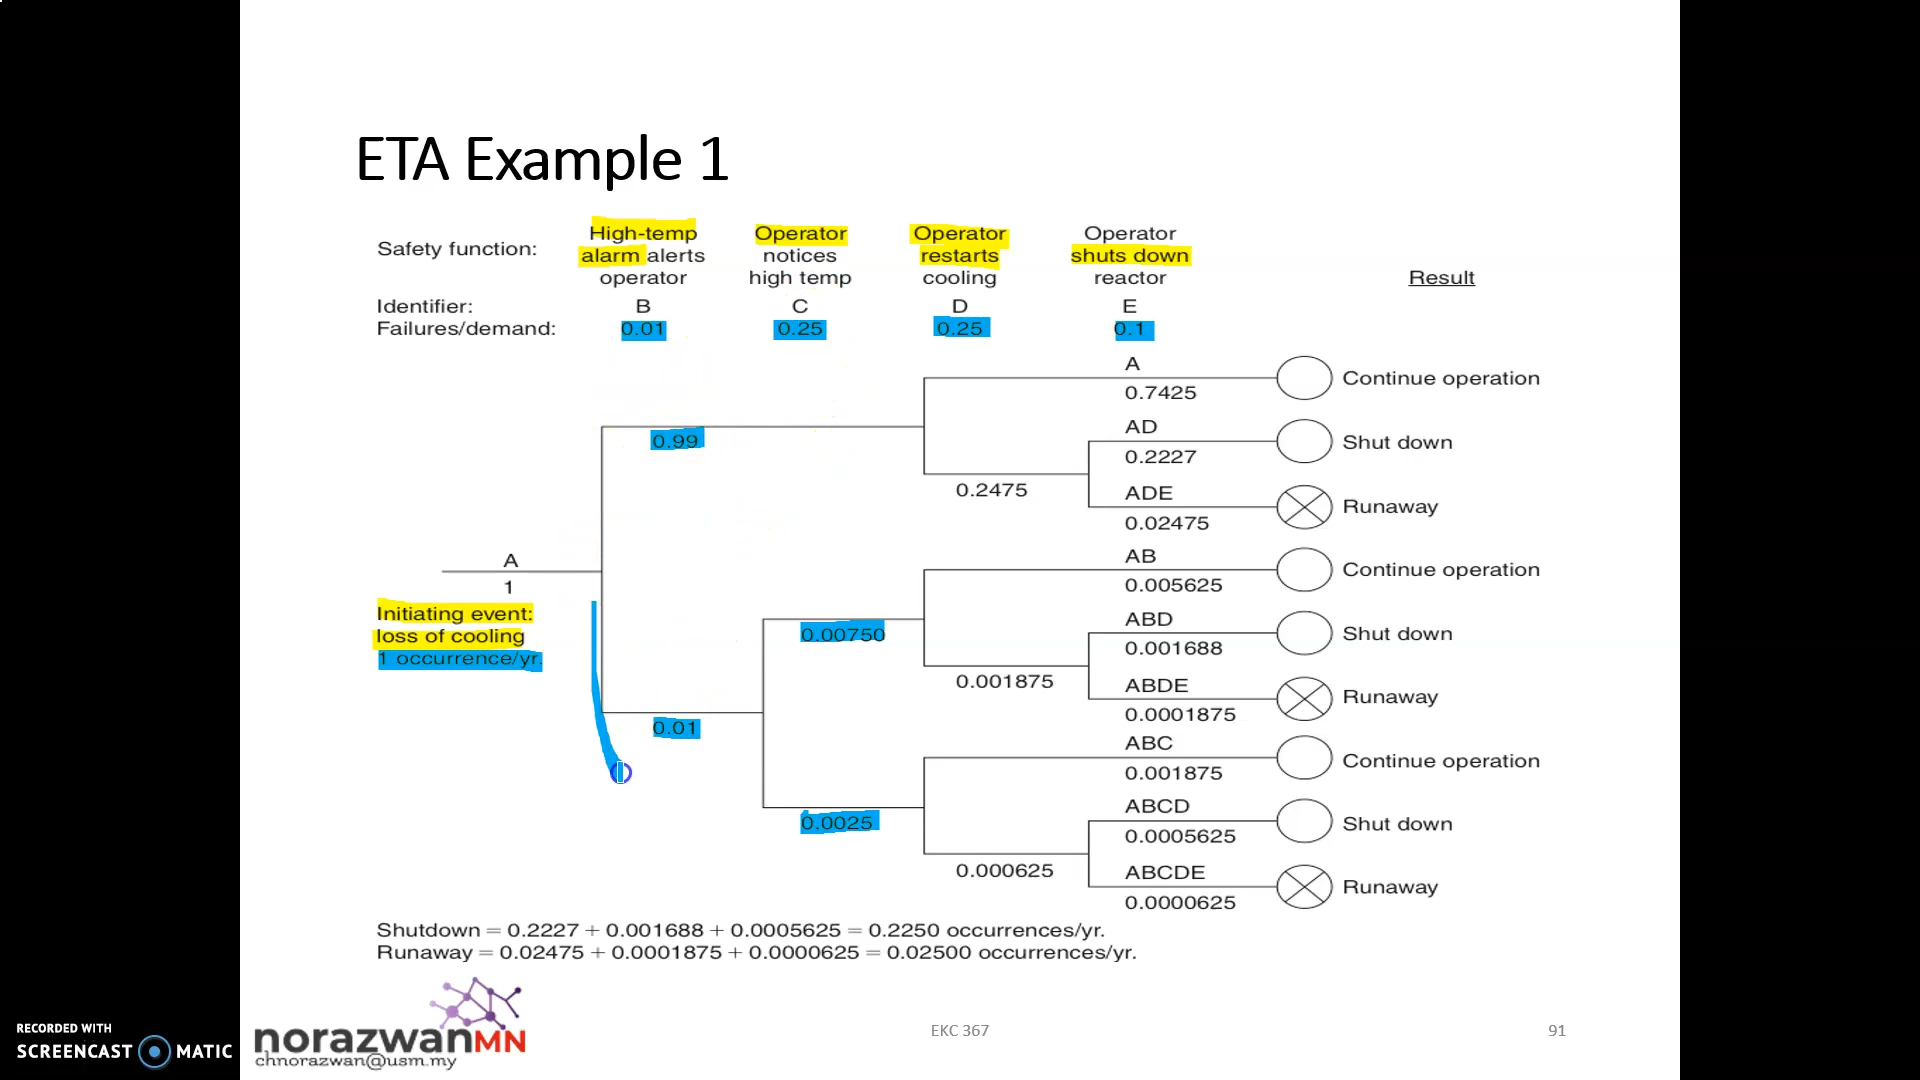 ETA Example 1
Safety function:
High-temp
alarm alerts
operator
Operator
notices
high temp
Operator
restarts
cooling
Operator
shuts down
reactor
Result
Identifier: B C D E
Failures/demand: 0.01 0.25 0.25 0.1
A
0.7425
Continue operation
0.99
AD
0.2227
Shut down
0.2475
ADE
0.02475
Runaway
A
1
Initiating event:
loss of cooling
1 occurrence/yr.
AB
0.005625
Continue operation
0.00750
ABD
0.001688
Shut down
0.001875
ABDE
0.0001875
Runaway
0.01
ABC
0.001875
Continue operation
0.0025
ABCD
0.0005625
Shut down
0.000625
ABCDE
0.0000625
Runaway
Shutdown = 0.2227 + 0.001688 + 0.0005625 = 0.2250 occurrences/yr.
Runaway = 0.02475 + 0.0001875 + 0.0000625 = 0.02500 occurrences/yr.
RECORDED WITH
SCREENCAST MATIC
norazwanMN
chnorazwan@usm.my
EKC 367
91